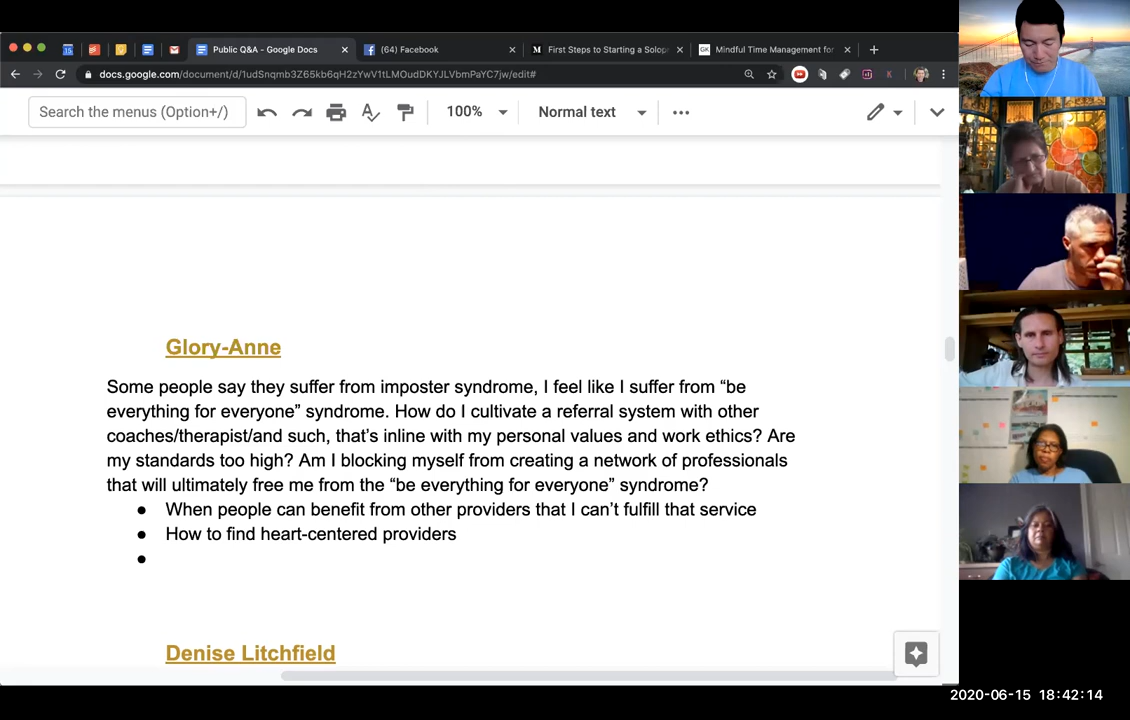 Public Q&A - Google Docs
(64) Facebook
First Steps to Starting a Solop
GK
Mindful Time Management for
docs.google.com/document/d/1udSnqmb3Z65kb6qH2zYwV1tLMOudDKYJLVbmPaYC7jw/edit#
Search the menus (Option+/)
100%
Normal text
Glory-Anne
Some people say they suffer from imposter syndrome, I feel like I suffer from “be
everything for everyone” syndrome. How do I cultivate a referral system with other
coaches/therapist/and such, that’s inline with my personal values and work ethics? Are
my standards too high? Am I blocking myself from creating a network of professionals
that will ultimately free me from the “be everything for everyone” syndrome?
● When people can benefit from other providers that I can’t fulfill that service
● How to find heart-centered providers
●
Denise Litchfield
2020-06-15 18:42:14